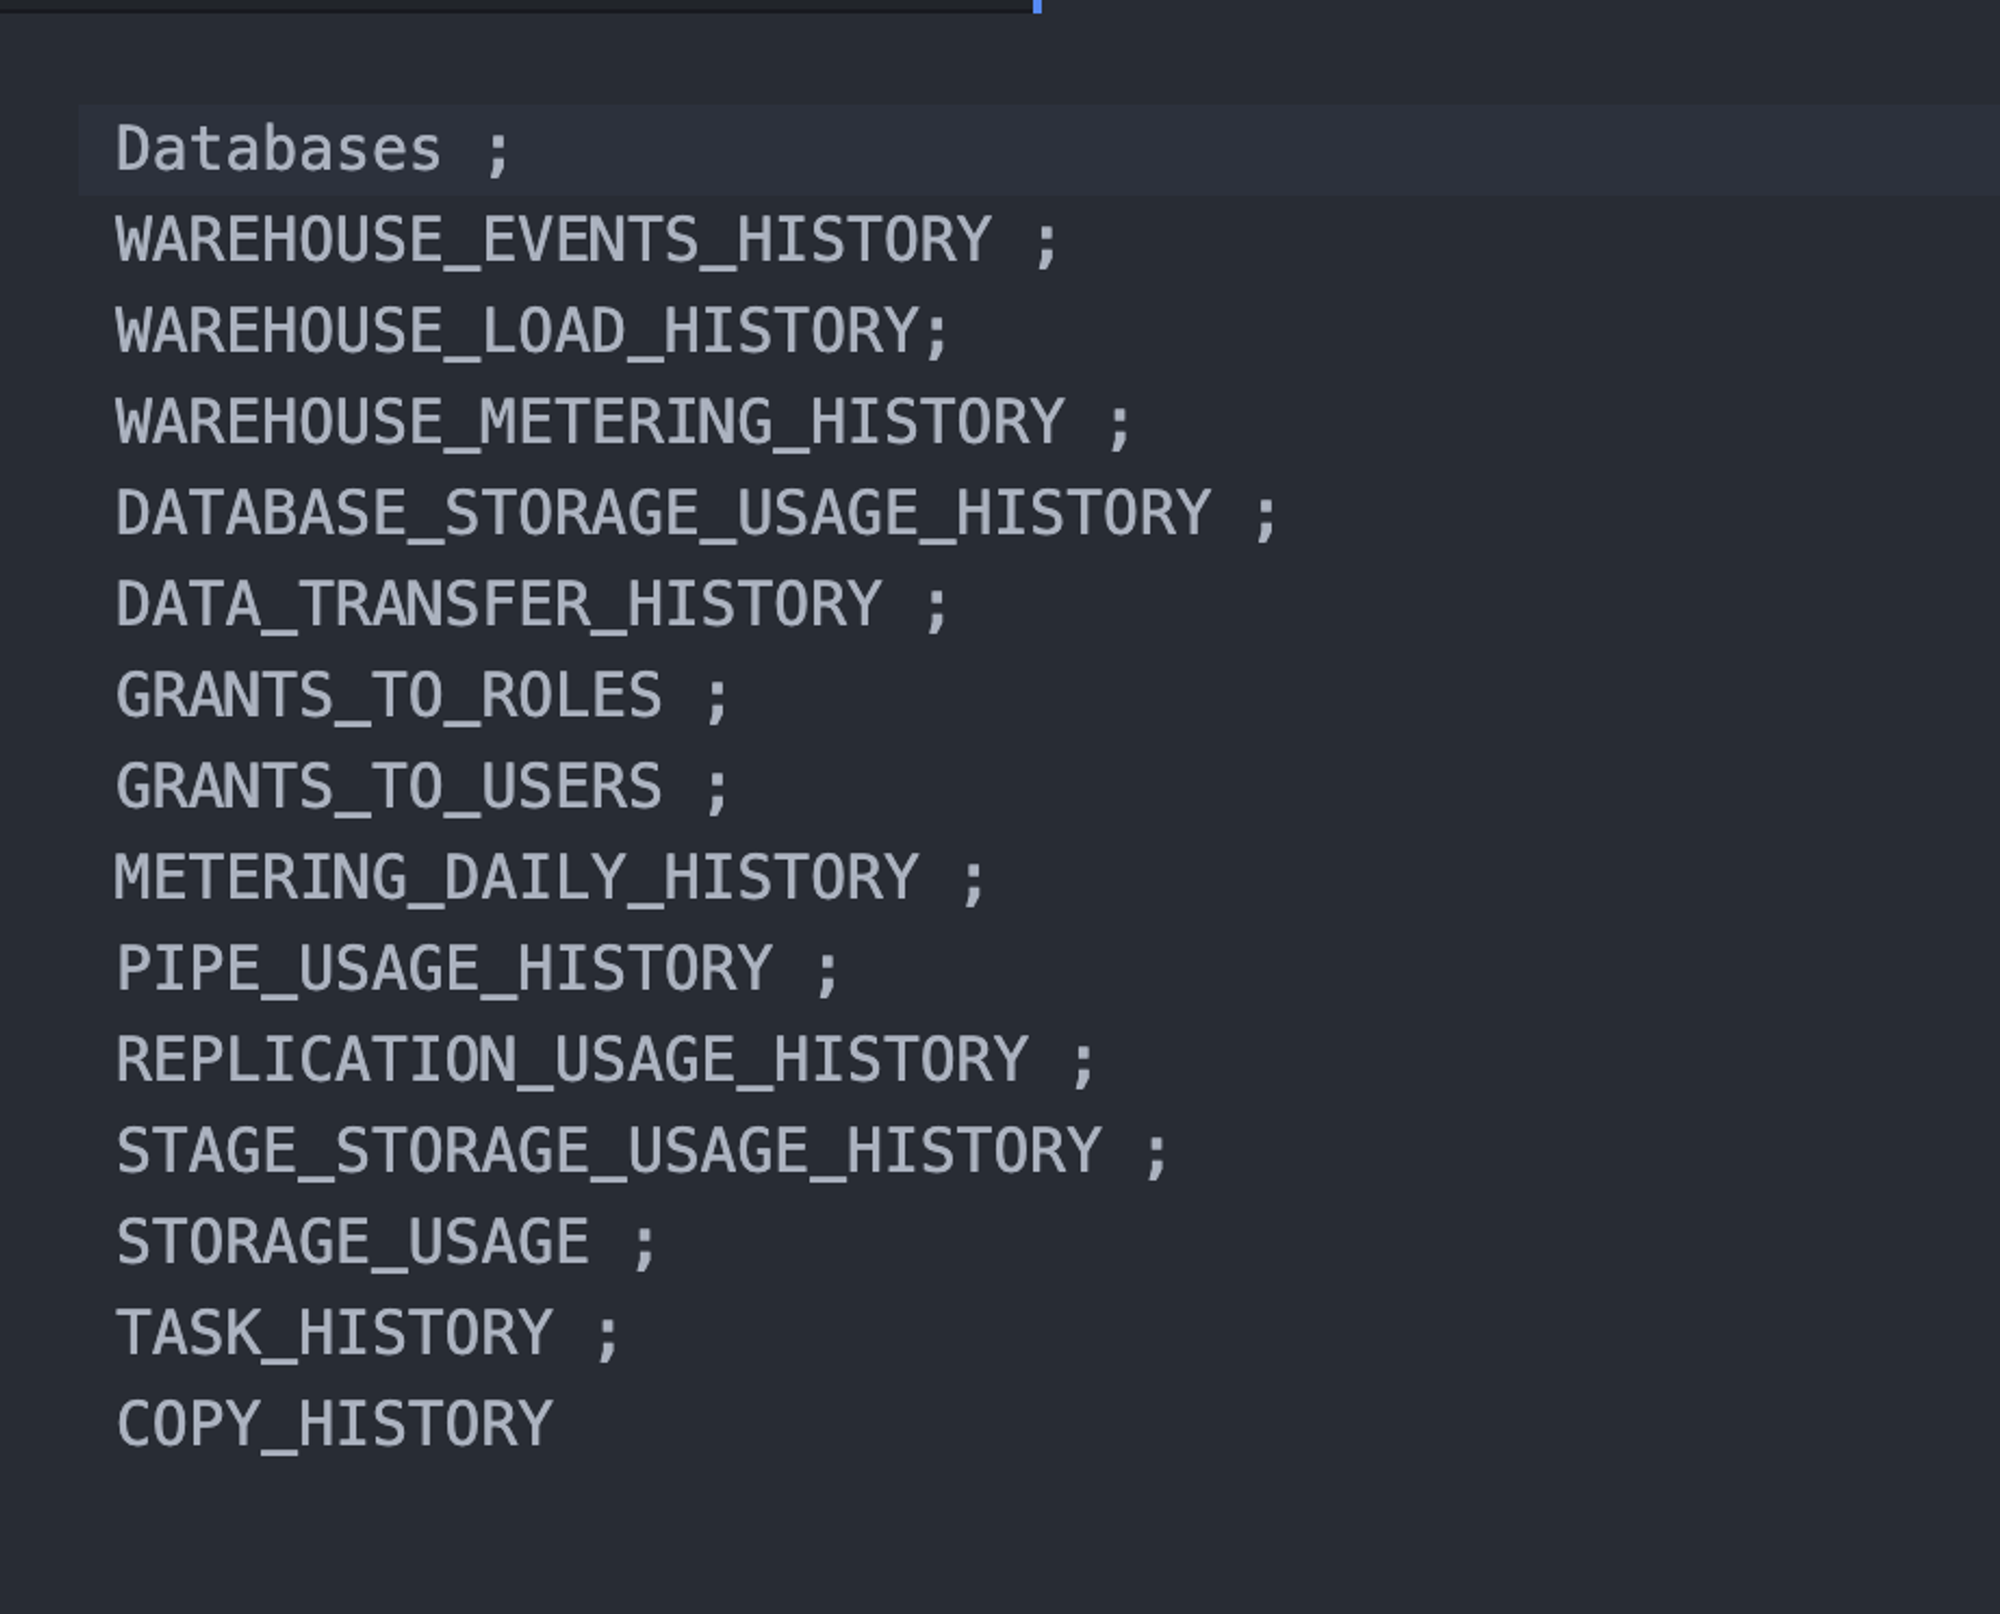 Databases ;
WAREHOUSE_EVENTS_HISTORY ;
WAREHOUSE_LOAD_HISTORY;
WAREHOUSE_METERING_HISTORY ;
DATABASE_STORAGE_USAGE_HISTORY ;
DATA_TRANSFER_HISTORY ;
GRANTS_TO_ROLES ;
GRANTS_TO_USERS ;
METERING_DAILY_HISTORY ;
PIPE_USAGE_HISTORY ;
REPLICATION_USAGE_HISTORY ;
STAGE_STORAGE_USAGE_HISTORY ;
STORAGE_USAGE ;
TASK_HISTORY ;
COPY_HISTORY